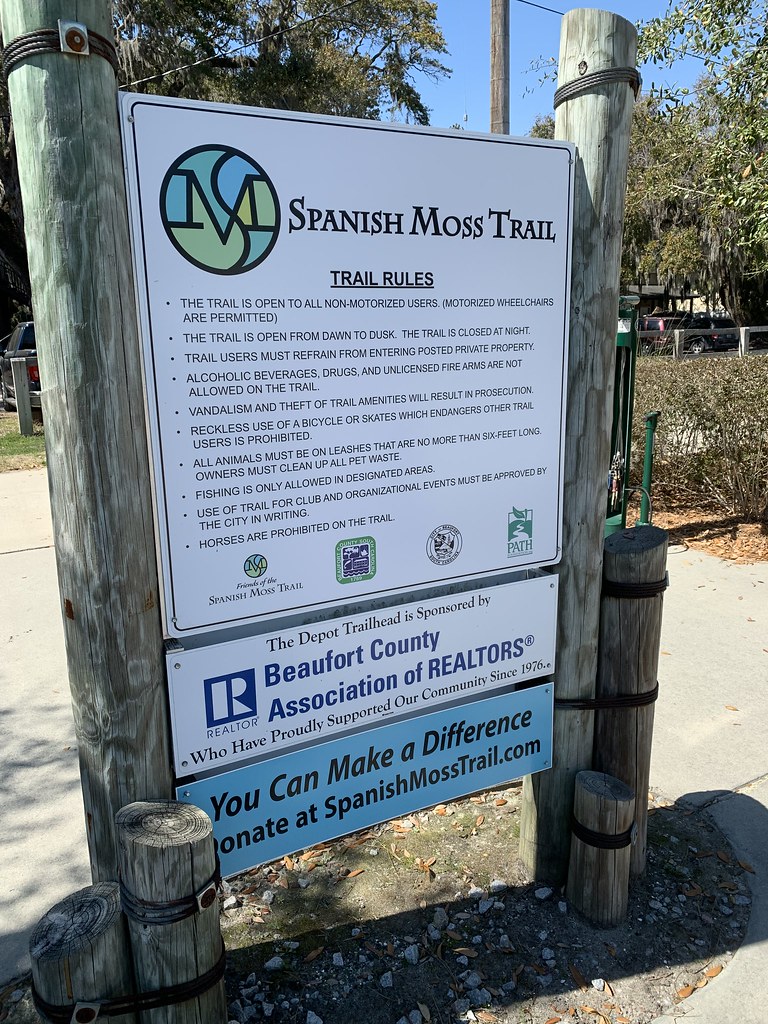 SM
SPANISH MOSS TRAIL
TRAIL RULES
• THE TRAIL IS OPEN TO ALL NON-MOTORIZED USERS. (MOTORIZED WHEELCHAIRS
ARE PERMITTED)
• THE TRAIL IS OPEN FROM DAWN TO DUSK. THE TRAIL IS CLOSED AT NIGHT.
• TRAIL USERS MUST REFRAIN FROM ENTERING POSTED PRIVATE PROPERTY.
• ALCOHOLIC BEVERAGES, DRUGS, AND UNLICENSED FIRE ARMS ARE NOT
ALLOWED ON THE TRAIL.
• VANDALISM AND THEFT OF TRAIL AMENITIES WILL RESULT IN PROSECUTION.
• RECKLESS USE OF A BICYCLE OR SKATES WHICH ENDANGERS OTHER TRAIL
USERS IS PROHIBITED.
• ALL ANIMALS MUST BE ON LEASHES THAT ARE NO MORE THAN SIX-FEET LONG.
OWNERS MUST CLEAN UP ALL PET WASTE.
• FISHING IS ONLY ALLOWED IN DESIGNATED AREAS.
• USE OF TRAIL FOR CLUB AND ORGANIZATIONAL EVENTS MUST BE APPROVED BY
THE CITY IN WRITING.
• HORSES ARE PROHIBITED ON THE TRAIL.
Friends of the
SPANISH MOSS TRAIL
BEAUFORT COUNTY SOUTH CAROLINA
1769
PATH
The Depot Trailhead is Sponsored by
R
REALTOR®
Beaufort County
Association of REALTORS®
Who Have Proudly Supported Our Community Since 1976.
You Can Make a Difference
Donate at SpanishMossTrail.com